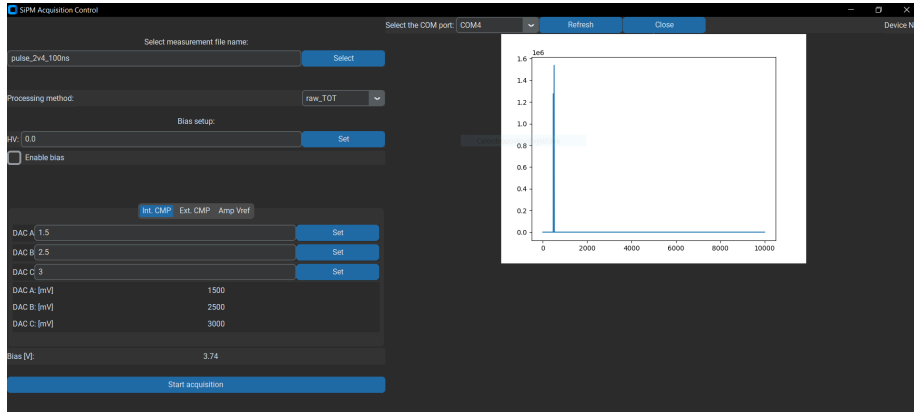 SiPM Acquisition Control
Select the COM port: COM4 Refresh Close Device N
Select measurement file name:
pulse_2v4_100ns Select
Processing method: raw_TOT
Bias setup:
HV: 0.0 Set
Enable bias
Int. CMP Ext. CMP Amp Vref
DAC A 1.5 Set
DAC B 2.5 Set
DAC C 3 Set
DAC A: [mV] 1500
DAC B: [mV] 2500
DAC C: [mV] 3000
Bias [V]: 3.74
Start acquisition
1e6
1.6
1.4
1.2
1.0
0.8
0.6
0.4
0.2
0.0
0 2000 4000 6000 8000 10000